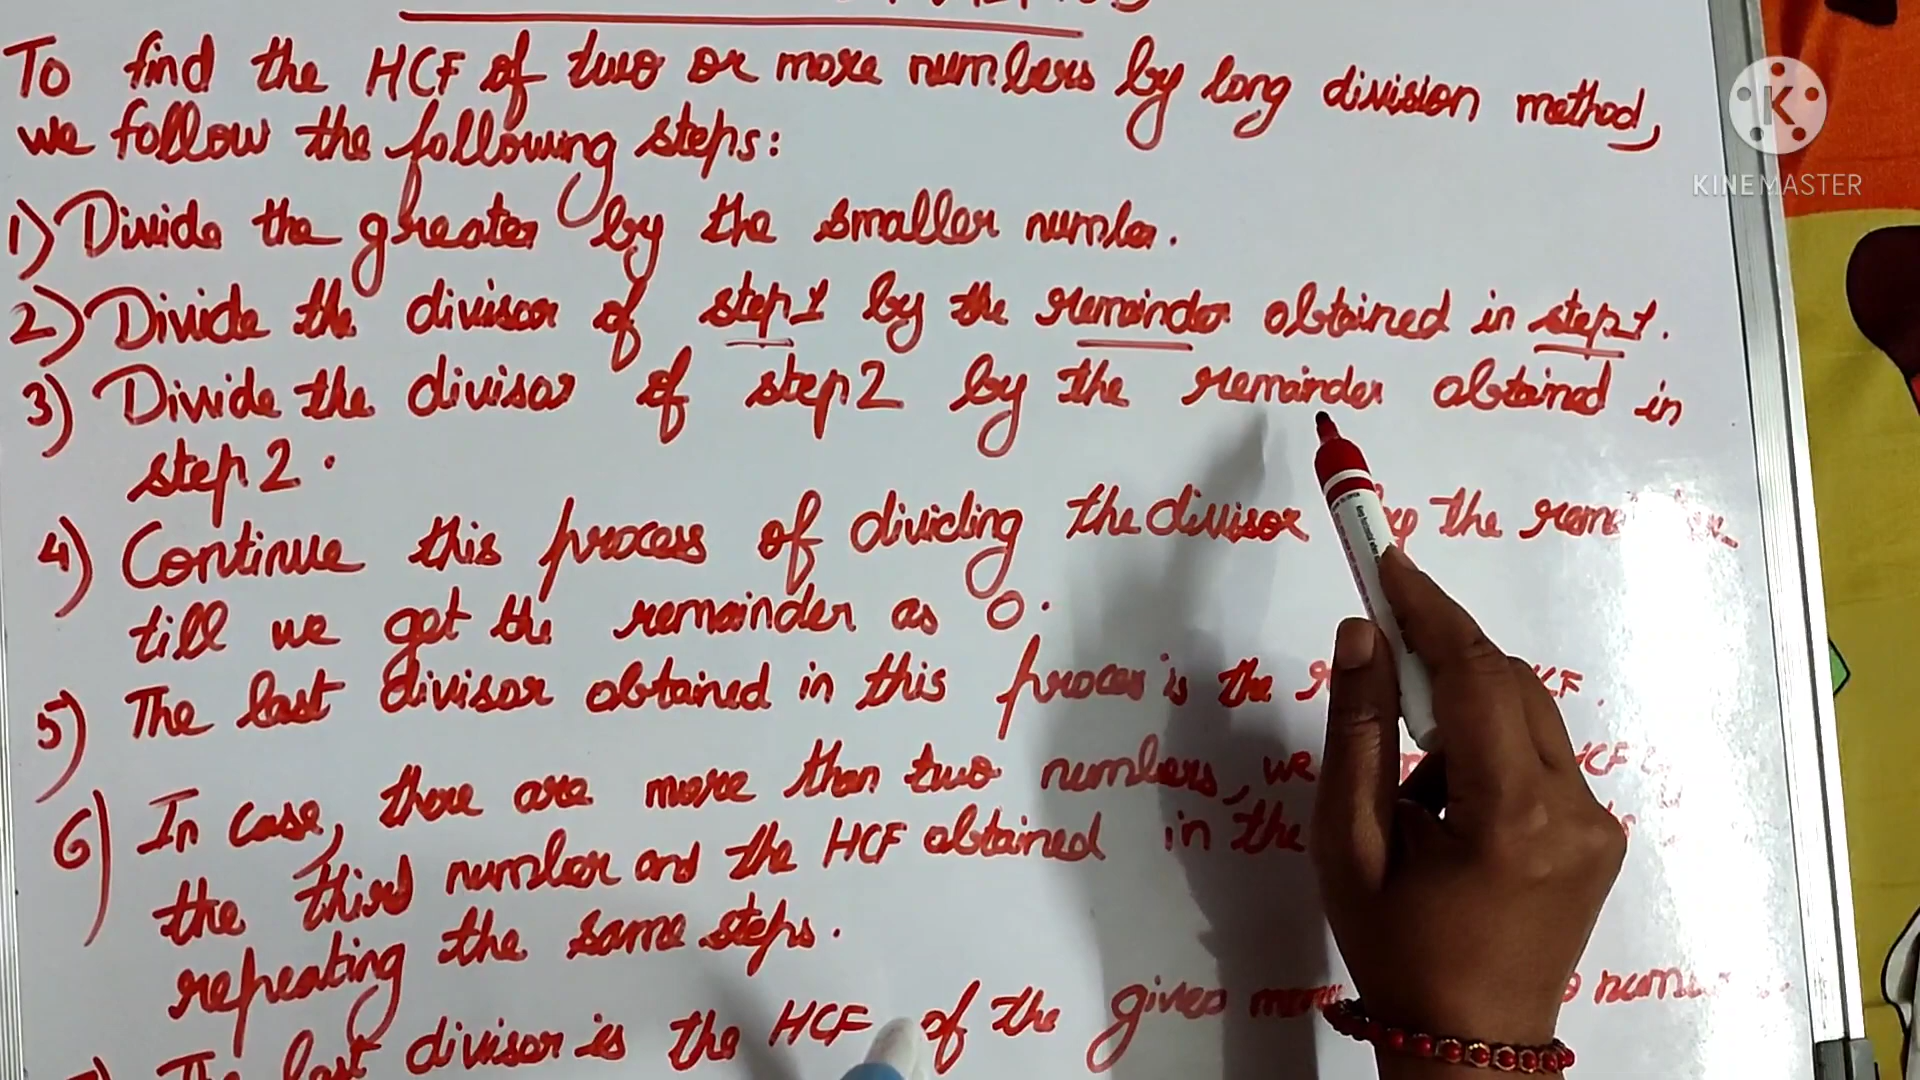 To find the HCF of two or more numbers by long division method,
we follow the following steps:
1) Divide the greater by the smaller number.
2) Divide the divisor of step 1 by the remainder obtained in step 1.
3) Divide the divisor of step 2 by the remainder obtained in
step 2.
4) Continue this process of dividing the divisor by the
till we get the remainder as 0.
5) The last divisor obtained in this process is the HCF.
6) In case, there are more than two numbers, we HCF by
the third number and the HCF obtained in the
repeating the same steps.
The last divisor is the HCF of the given
K
KINEMASTER